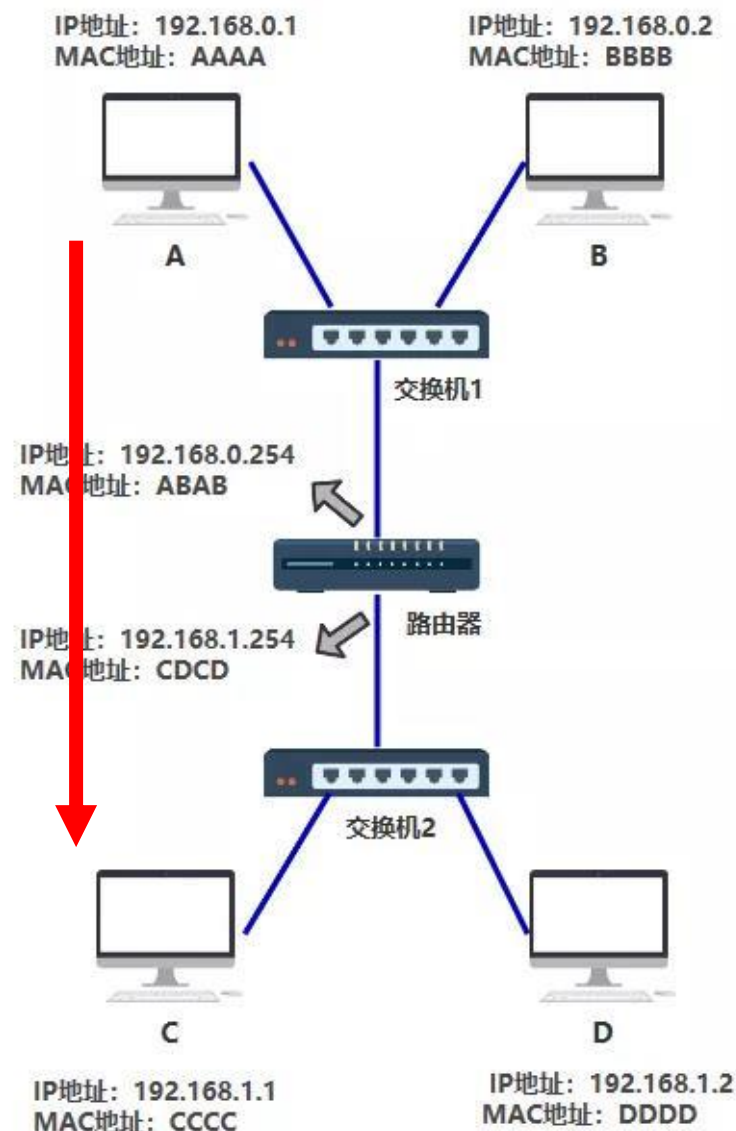 IP地址：192.168.0.1
MAC地址：AAAA
IP地址：192.168.0.2
MAC地址：BBBB
A
B
交换机1
IP地址：192.168.0.254
MAC地址：ABAB
路由器
IP地址：192.168.1.254
MAC地址：CDCD
交换机2
C
D
IP地址：192.168.1.1
MAC地址：CCCC
IP地址：192.168.1.2
MAC地址：DDDD